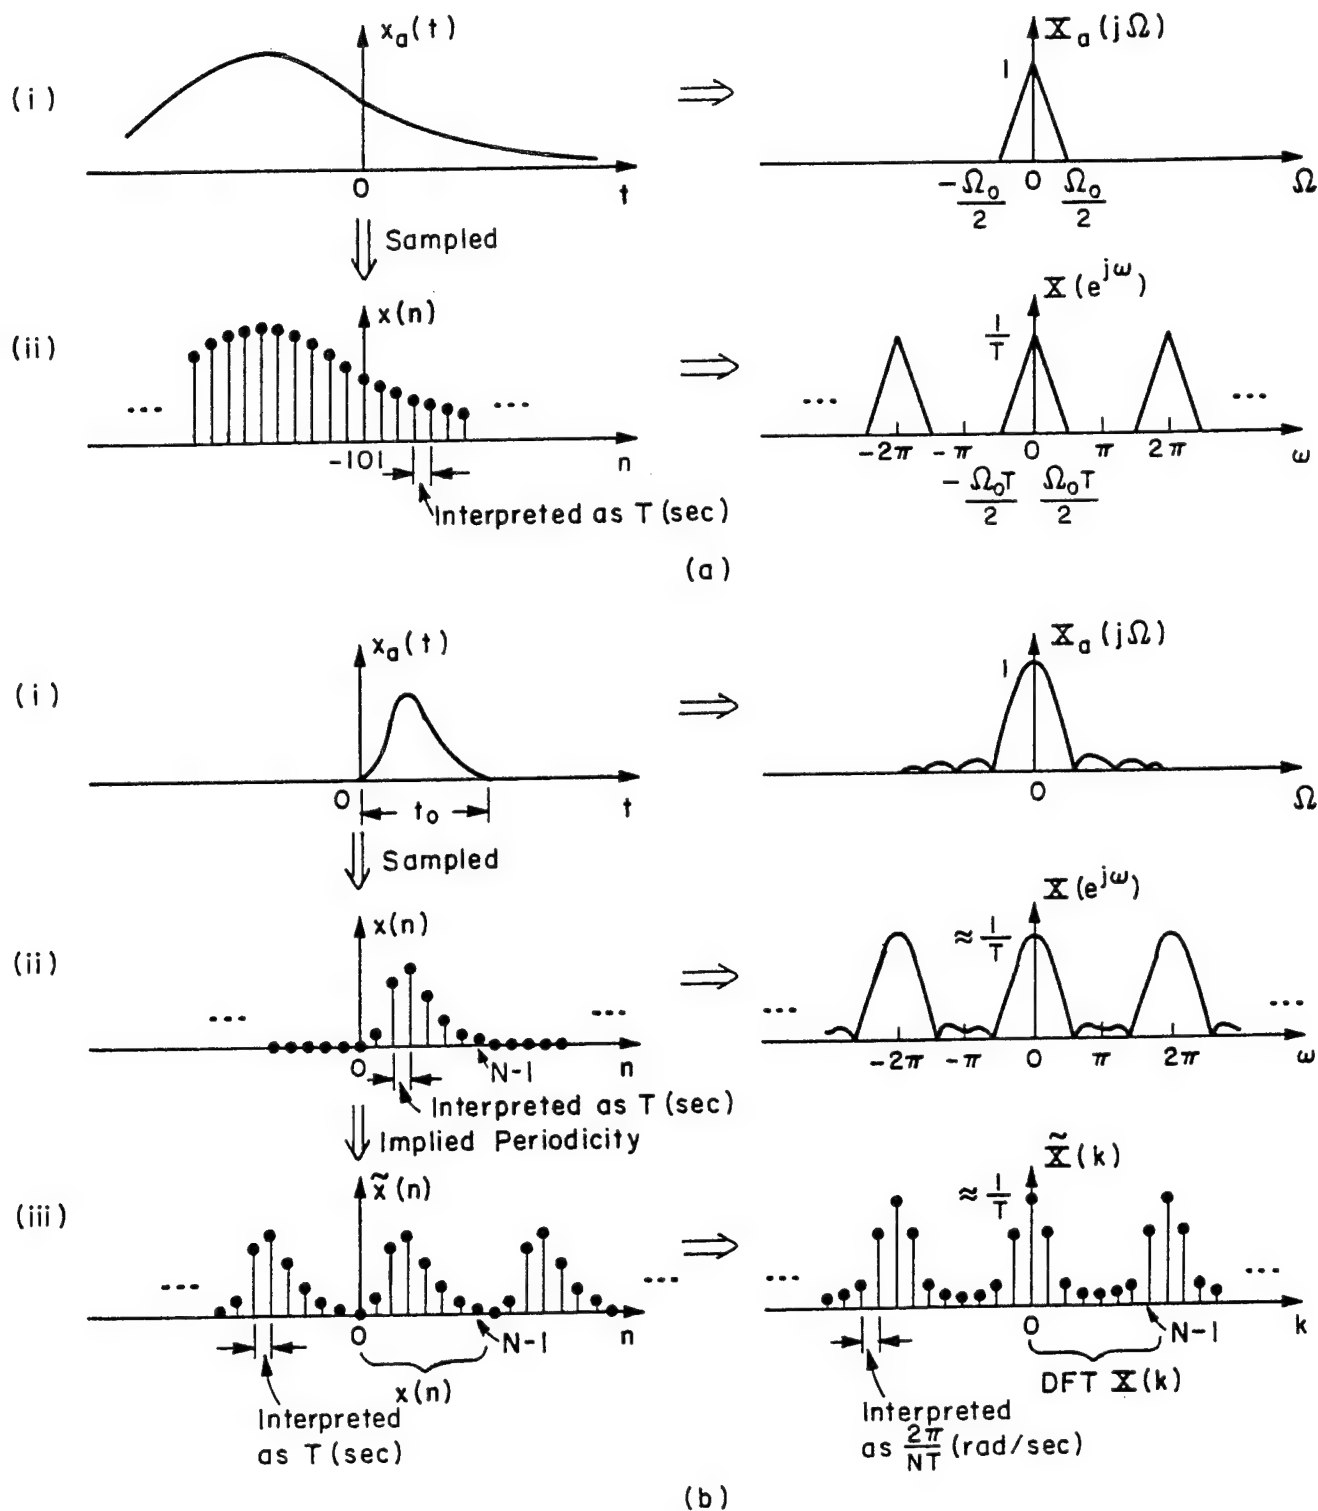 x_a(t)
X_a(jΩ)
(i)
1
0
t
-Ω_0/2 0 Ω_0/2
Ω
Sampled
x(n)
X(e^{jω})
(ii)
1/T
...
...
...
...
-101
n
-2π -π 0 π 2π
ω
-Ω_0T/2 Ω_0T/2
Interpreted as T(sec)
(a)
x_a(t)
X_a(jΩ)
(i)
1
0
t_0
t
0
Ω
Sampled
x(n)
X(e^{jω})
(ii)
≈ 1/T
...
...
...
...
0
N-1
n
-2π -π 0 π 2π
ω
Interpreted as T(sec)
Implied Periodicity
x̃(n)
X̃(k)
(iii)
≈ 1/T
...
...
...
...
0
N-1
n
0
N-1
k
x(n)
DFT X(k)
Interpreted
as T(sec)
Interpreted
as 2π/NT (rad/sec)
(b)